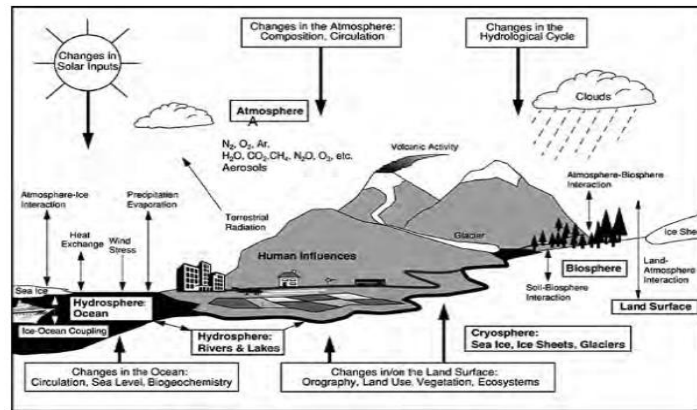 Changes in the Atmosphere:
Composition, Circulation
Changes in the
Hydrological Cycle
Changes in
Solar Inputs
Atmosphere
Clouds
N₂, O₂, Ar,
H₂O, CO₂, CH₄, N₂O, O₃, etc.
Aerosols
Volcanic Activity
Atmosphere-Ice
Interaction
Precipitation
Evaporation
Atmosphere-Biosphere
Interaction
Heat
Exchange
Wind
Stress
Terrestrial
Radiation
Glacier
Human Influences
Ice She
Land-
Atmosphere
Interaction
Biosphere
Soil-Biosphere
Interaction
Land Surface
Sea Ice
Hydrosphere:
Ocean
Ice-Ocean Coupling
Hydrosphere:
Rivers & Lakes
Cryosphere:
Sea Ice, Ice Sheets, Glaciers
Changes in the Ocean:
Circulation, Sea Level, Biogeochemistry
Changes in/on the Land Surface:
Orography, Land Use, Vegetation, Ecosystems